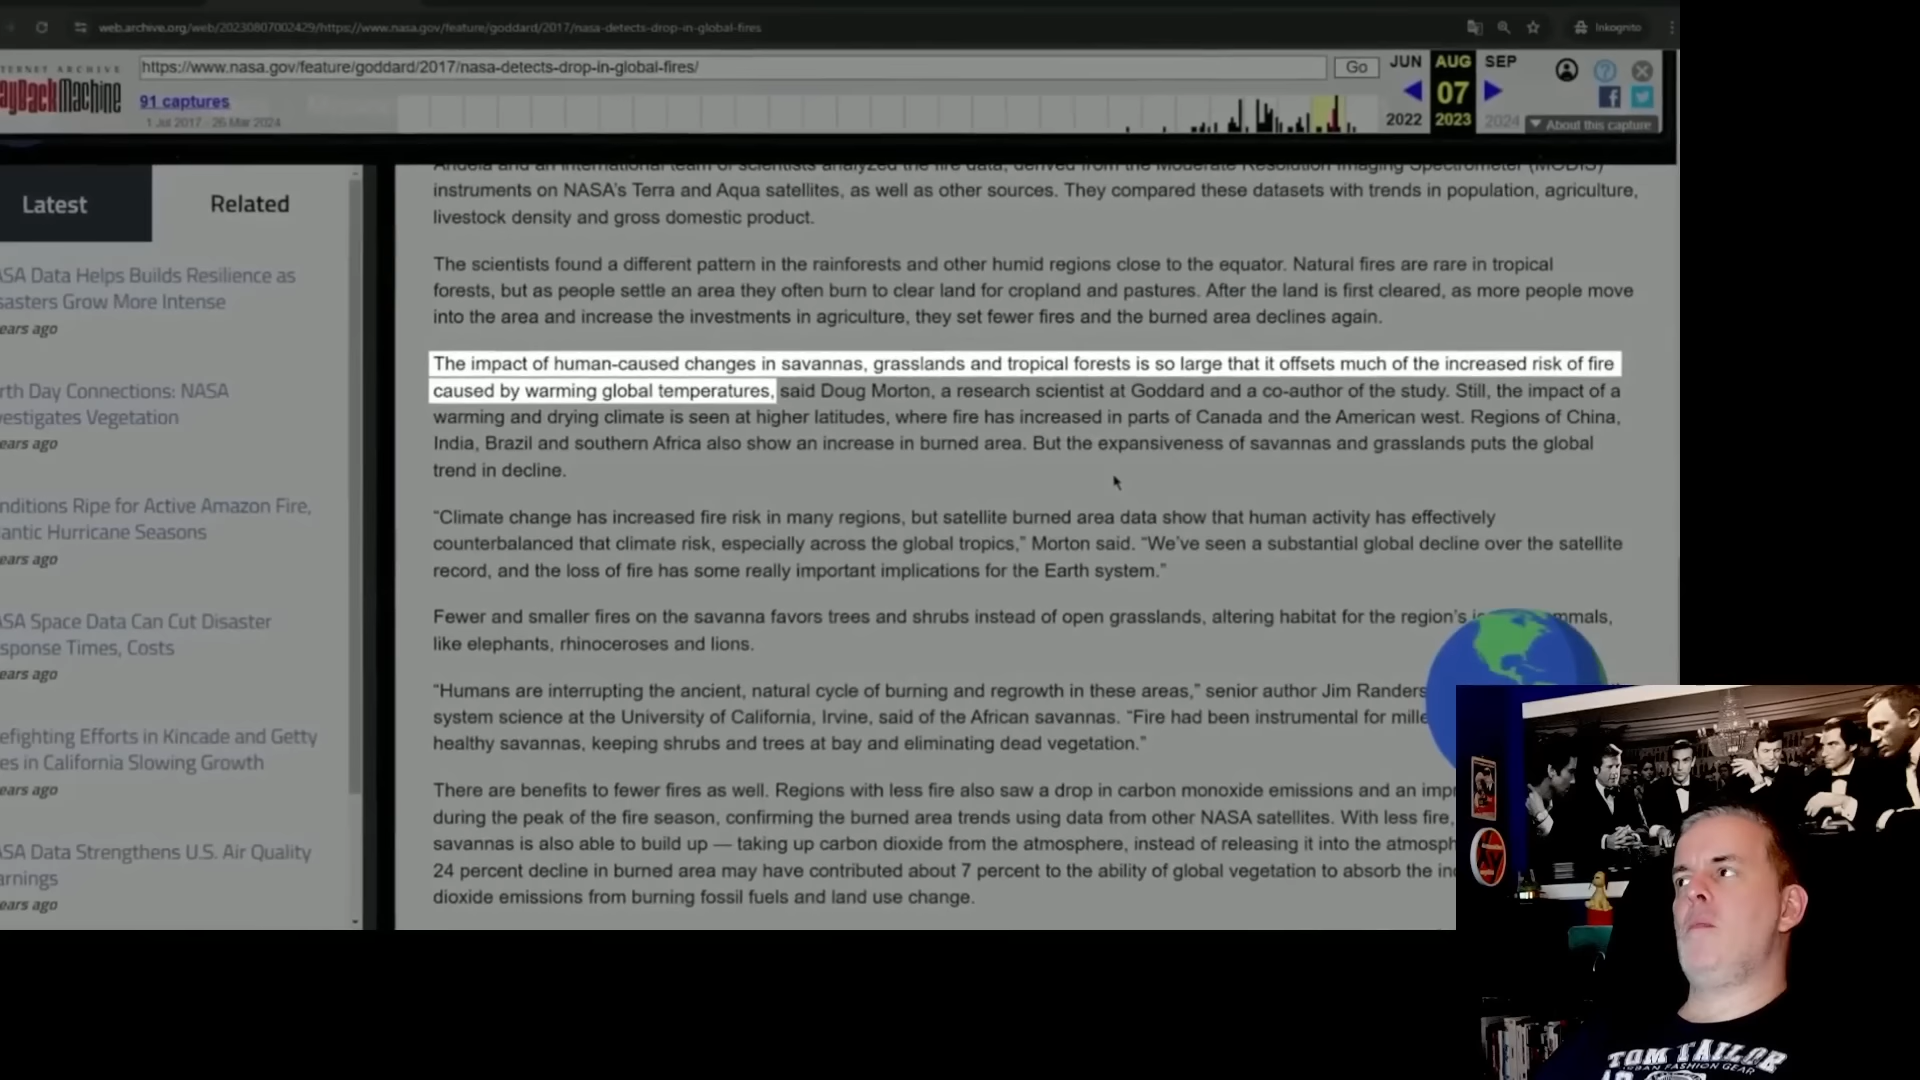 web.archive.org/web/20230807002429/https://www.nasa.gov/feature/goddard/2017/nasa-detects-drop-in-global-fires
Inkognito
https://www.nasa.gov/feature/goddard/2017/nasa-detects-drop-in-global-fires/
Go
JUN AUG SEP
91 captures
07
1 Jul 2017 - 26 Mar 2024
2022 2023 2024
About this capture
Latest
Related
instruments on NASA's Terra and Aqua satellites, as well as other sources. They compared these datasets with trends in population, agriculture,
livestock density and gross domestic product.
The scientists found a different pattern in the rainforests and other humid regions close to the equator. Natural fires are rare in tropical
forests, but as people settle an area they often burn to clear land for cropland and pastures. After the land is first cleared, as more people move
into the area and increase the investments in agriculture, they set fewer fires and the burned area declines again.
The impact of human-caused changes in savannas, grasslands and tropical forests is so large that it offsets much of the increased risk of fire
caused by warming global temperatures, said Doug Morton, a research scientist at Goddard and a co-author of the study. Still, the impact of a
warming and drying climate is seen at higher latitudes, where fire has increased in parts of Canada and the American west. Regions of China,
India, Brazil and southern Africa also show an increase in burned area. But the expansiveness of savannas and grasslands puts the global
trend in decline.
“Climate change has increased fire risk in many regions, but satellite burned area data show that human activity has effectively
counterbalanced that climate risk, especially across the global tropics,” Morton said. “We've seen a substantial global decline over the satellite
record, and the loss of fire has some really important implications for the Earth system.”
Fewer and smaller fires on the savanna favors trees and shrubs instead of open grasslands, altering habitat for the region's
like elephants, rhinoceroses and lions.
“Humans are interrupting the ancient, natural cycle of burning and regrowth in these areas,” senior author Jim Randers
system science at the University of California, Irvine, said of the African savannas. “Fire had been instrumental for mille
healthy savannas, keeping shrubs and trees at bay and eliminating dead vegetation.”
There are benefits to fewer fires as well. Regions with less fire also saw a drop in carbon monoxide emissions and an impr
during the peak of the fire season, confirming the burned area trends using data from other NASA satellites. With less fire,
savannas is also able to build up — taking up carbon dioxide from the atmosphere, instead of releasing it into the atmosph
24 percent decline in burned area may have contributed about 7 percent to the ability of global vegetation to absorb the inc
dioxide emissions from burning fossil fuels and land use change.
ASA Data Helps Builds Resilience as
sasters Grow More Intense
ears ago
rth Day Connections: NASA
vestigates Vegetation
ears ago
nditions Ripe for Active Amazon Fire,
lantic Hurricane Seasons
ears ago
ASA Space Data Can Cut Disaster
sponse Times, Costs
ears ago
efighting Efforts in Kincade and Getty
es in California Slowing Growth
ears ago
ASA Data Strengthens U.S. Air Quality
arnings
ears ago
TOM TAILOR
URBAN FASHION GEAR